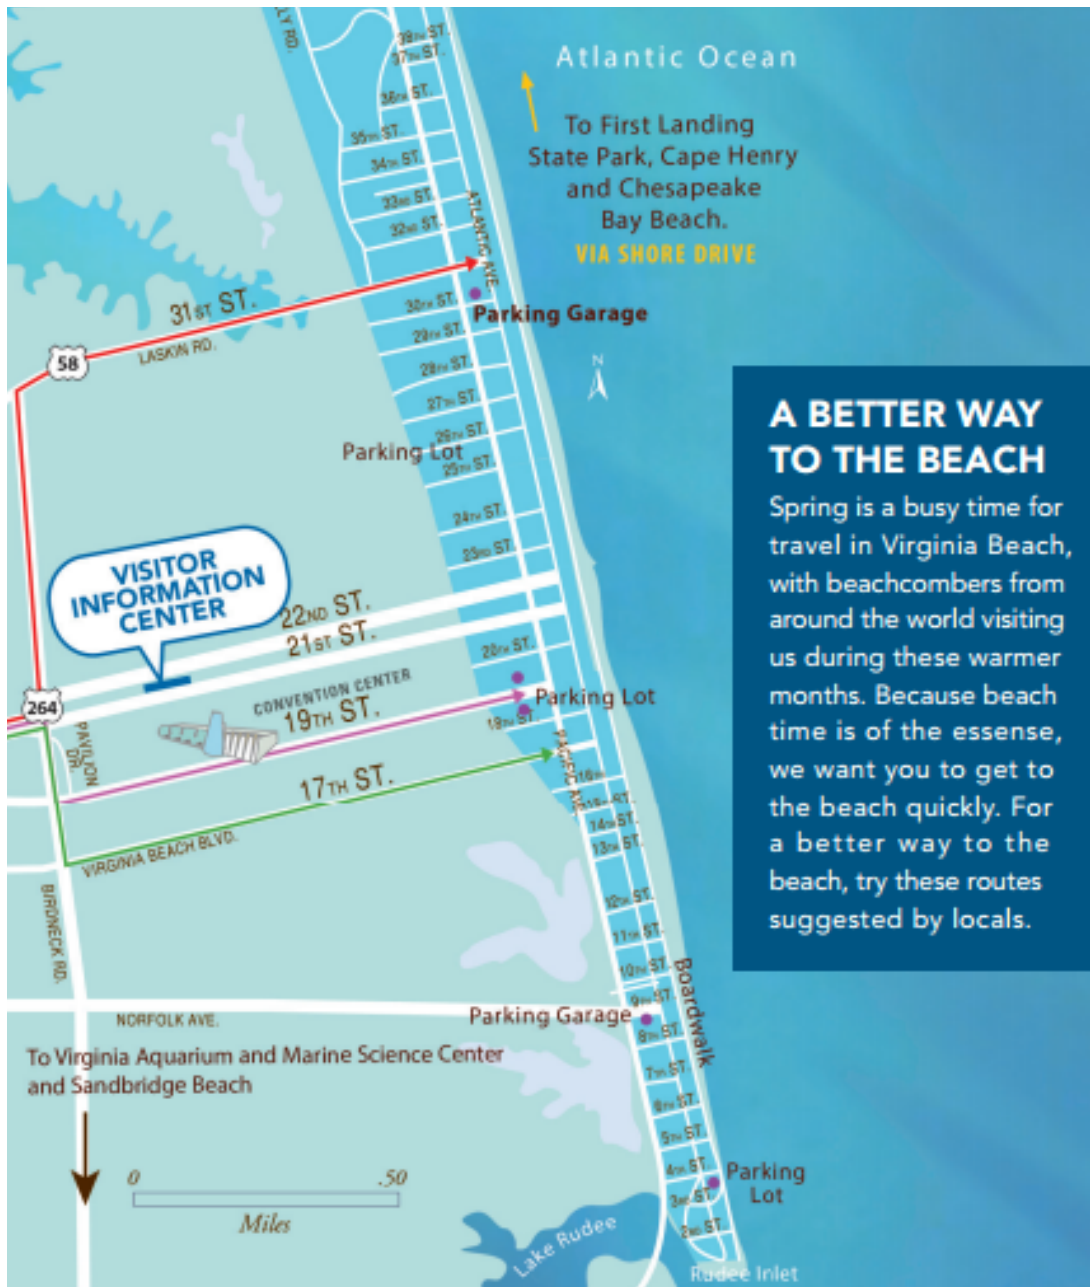 LLY RD.
38TH ST.
37TH ST.
36TH ST.
35TH ST.
34TH ST.
33RD ST.
32ND ST.
ATLANTIC AVE.
Atlantic Ocean
To First Landing
State Park, Cape Henry
and Chesapeake
Bay Beach.
VIA SHORE DRIVE
31ST ST.
LASKIN RD.
58
30TH ST.
Parking Garage
29TH ST.
28TH ST.
27TH ST.
26TH ST.
Parking Lot
25TH ST.
24TH ST.
23RD ST.
N
A BETTER WAY
TO THE BEACH
Spring is a busy time for
travel in Virginia Beach,
with beachcombers from
around the world visiting
us during these warmer
months. Because beach
time is of the essense,
we want you to get to
the beach quickly. For
a better way to the
beach, try these routes
suggested by locals.
VISITOR
INFORMATION
CENTER
22ND ST.
21ST ST.
20TH ST.
264
PAVILION
DR.
CONVENTION CENTER
19TH ST.
Parking Lot
19TH ST.
17TH ST.
PACIFIC AVE.
VIRGINIA BEACH BLVD.
BIRDNECK RD.
14TH ST.
13TH ST.
12TH ST.
11TH ST.
10TH ST.
9TH ST.
Boardwalk
NORFOLK AVE.
Parking Garage
8TH ST.
7TH ST.
6TH ST.
5TH ST.
4TH ST.
3RD ST.
2ND ST.
Parking
Lot
To Virginia Aquarium and Marine Science Center
and Sandbridge Beach
0 .50
Miles
Lake Rudee
Rudee Inlet